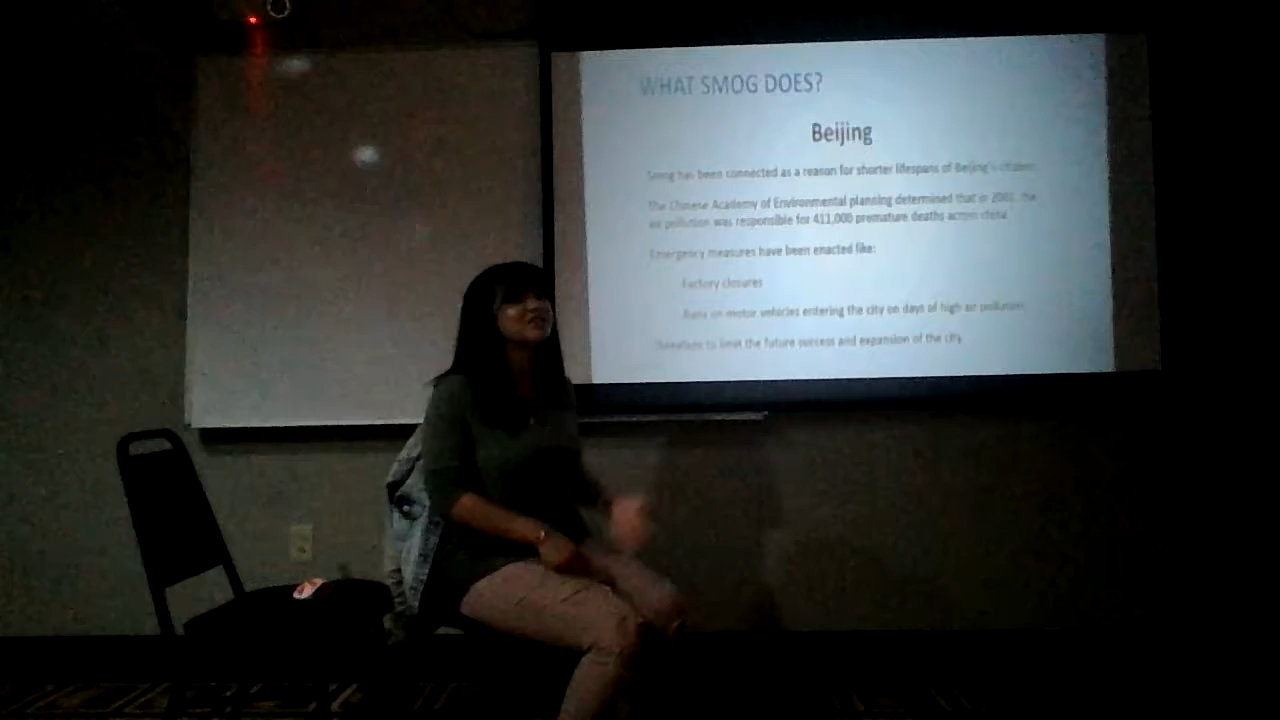 WHAT SMOG DOES?
Beijing
Smog has been connected as a reason for shorter lifespans of Beijing's citizens
The Chinese Academy of Environmental planning determined that in 2003, the
air pollution was responsible for 411,000 premature deaths across china
Emergency measures have been enacted like:
Factory closures
Bans on motor vehicles entering the city on days of high air pollution
Threatens to limit the future success and expansion of the city